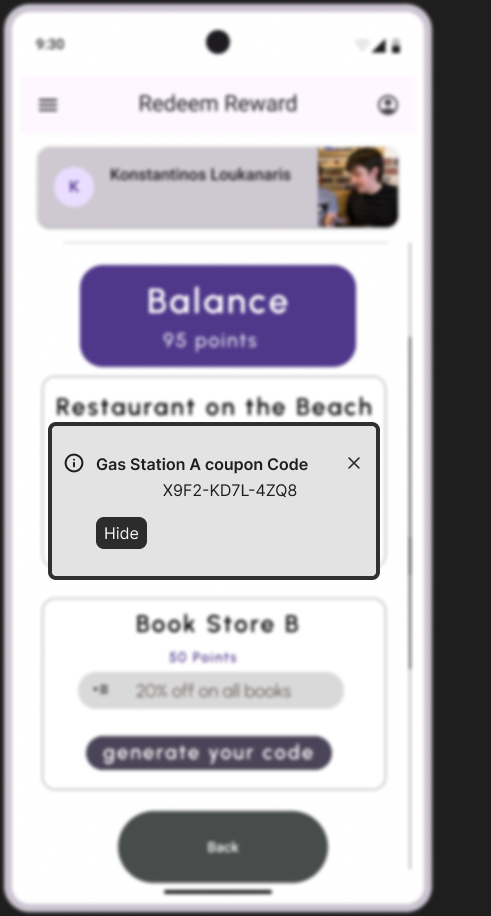 9:30
Redeem Reward
K
Konstantinos Loukanaris
Balance
95 points
Restaurant on the Beach
Gas Station A coupon Code
X9F2-KD7L-4ZQ8
Hide
Book Store B
50 Points
20% off on all books
generate your code
Back